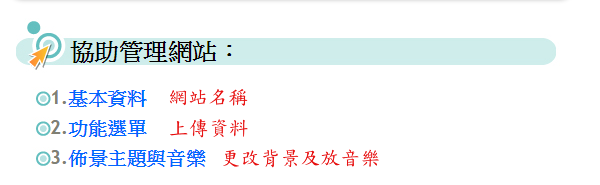 協助管理網站：
1.基本資料 網站名稱
2.功能選單 上傳資料
3.佈景主題與音樂 更改背景及放音樂